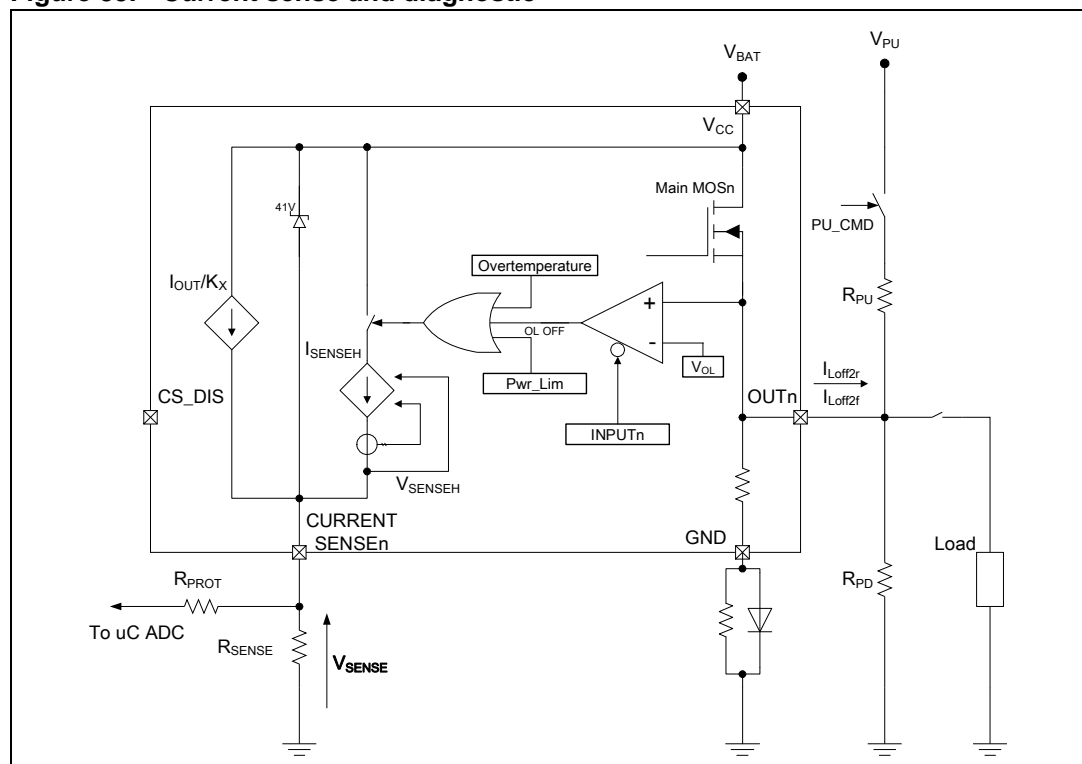 Figure 33. Current sense and diagnostic
VBAT
VPU
VCC
Main MOSn
41V
PU_CMD
Overtemperature
IOUT/KX
RPU
+
OL OFF
-
ISENSEH
VOL
Pwr_Lim
ILoff2r
ILoff2f
CS_DIS
OUTn
INPUTn
VSENSEH
CURRENT
SENSEn
GND
Load
RPROT
RPD
To uC ADC
RSENSE
VSENSE